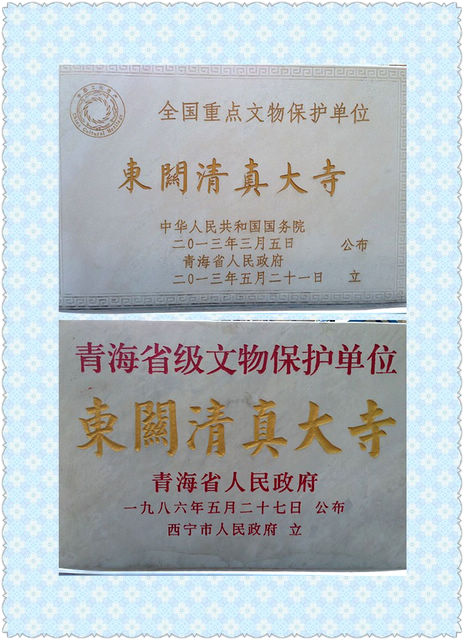 全国重点文物保护单位
東關清真大寺
中华人民共和国国务院
二〇一三年三月五日 公布
青海省人民政府
二〇一三年五月二十一日 立
青海省级文物保护单位
東關清真大寺
青海省人民政府
一九八六年五月二十七日 公布
西宁市人民政府 立